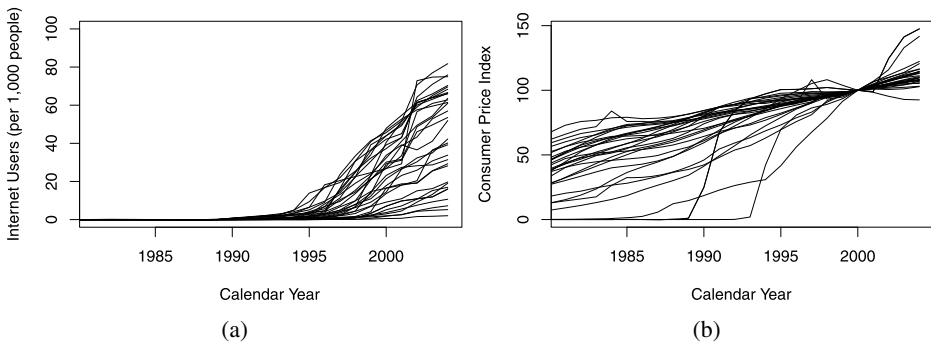 Internet Users (per 1,000 people)
100
80
60
40
20
0
1985 1990 1995 2000
Calendar Year
(a)
Consumer Price Index
150
100
50
0
1985 1990 1995 2000
Calendar Year
(b)